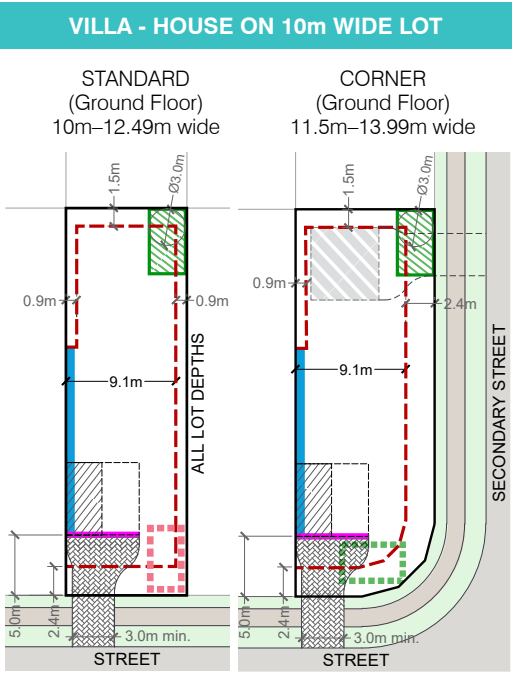 VILLA - HOUSE ON 10m WIDE LOT
STANDARD
(Ground Floor)
10m–12.49m wide
1.5m
Ø3.0m
0.9m
0.9m
9.1m
ALL LOT DEPTHS
5.0m
2.4m
3.0m min.
STREET
CORNER
(Ground Floor)
11.5m–13.99m wide
1.5m
Ø3.0m
0.9m
2.4m
9.1m
SECONDARY STREET
5.0m
2.4m
3.0m min.
STREET